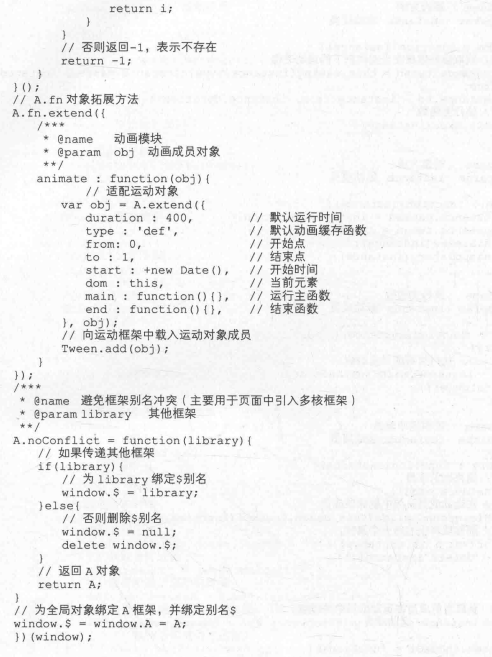 return i;
}
}
// 否则返回-1，表示不存在
return -1;
}
}();
// A.fn 对象拓展方法
A.fn.extend({
/***
* @name 动画模块
* @param obj 动画成员对象
**/
animate : function(obj){
// 适配运动对象
var obj = A.extend({
duration : 400, // 默认运行时间
type : 'def', // 默认动画缓存函数
from: 0, // 开始点
to : 1, // 结束点
start : +new Date(), // 开始时间
dom : this, // 当前元素
main : function(){}, // 运行主函数
end : function(){}, // 结束函数
}, obj);
// 向运动框架中载入运动对象成员
Tween.add(obj);
}
});
/***
* @name 避免框架别名冲突（主要用于页面中引入多核框架）
* @param library 其他框架
**/
A.noConflict = function(library){
// 如果传递其他框架
if(library){
// 为 library 绑定$别名
window.$ = library;
}else{
// 否则删除$别名
window.$ = null;
delete window.$;
}
// 返回 A 对象
return A;
}
// 为全局对象绑定 A 框架，并绑定别名$
window.$ = window.A = A;
})(window);